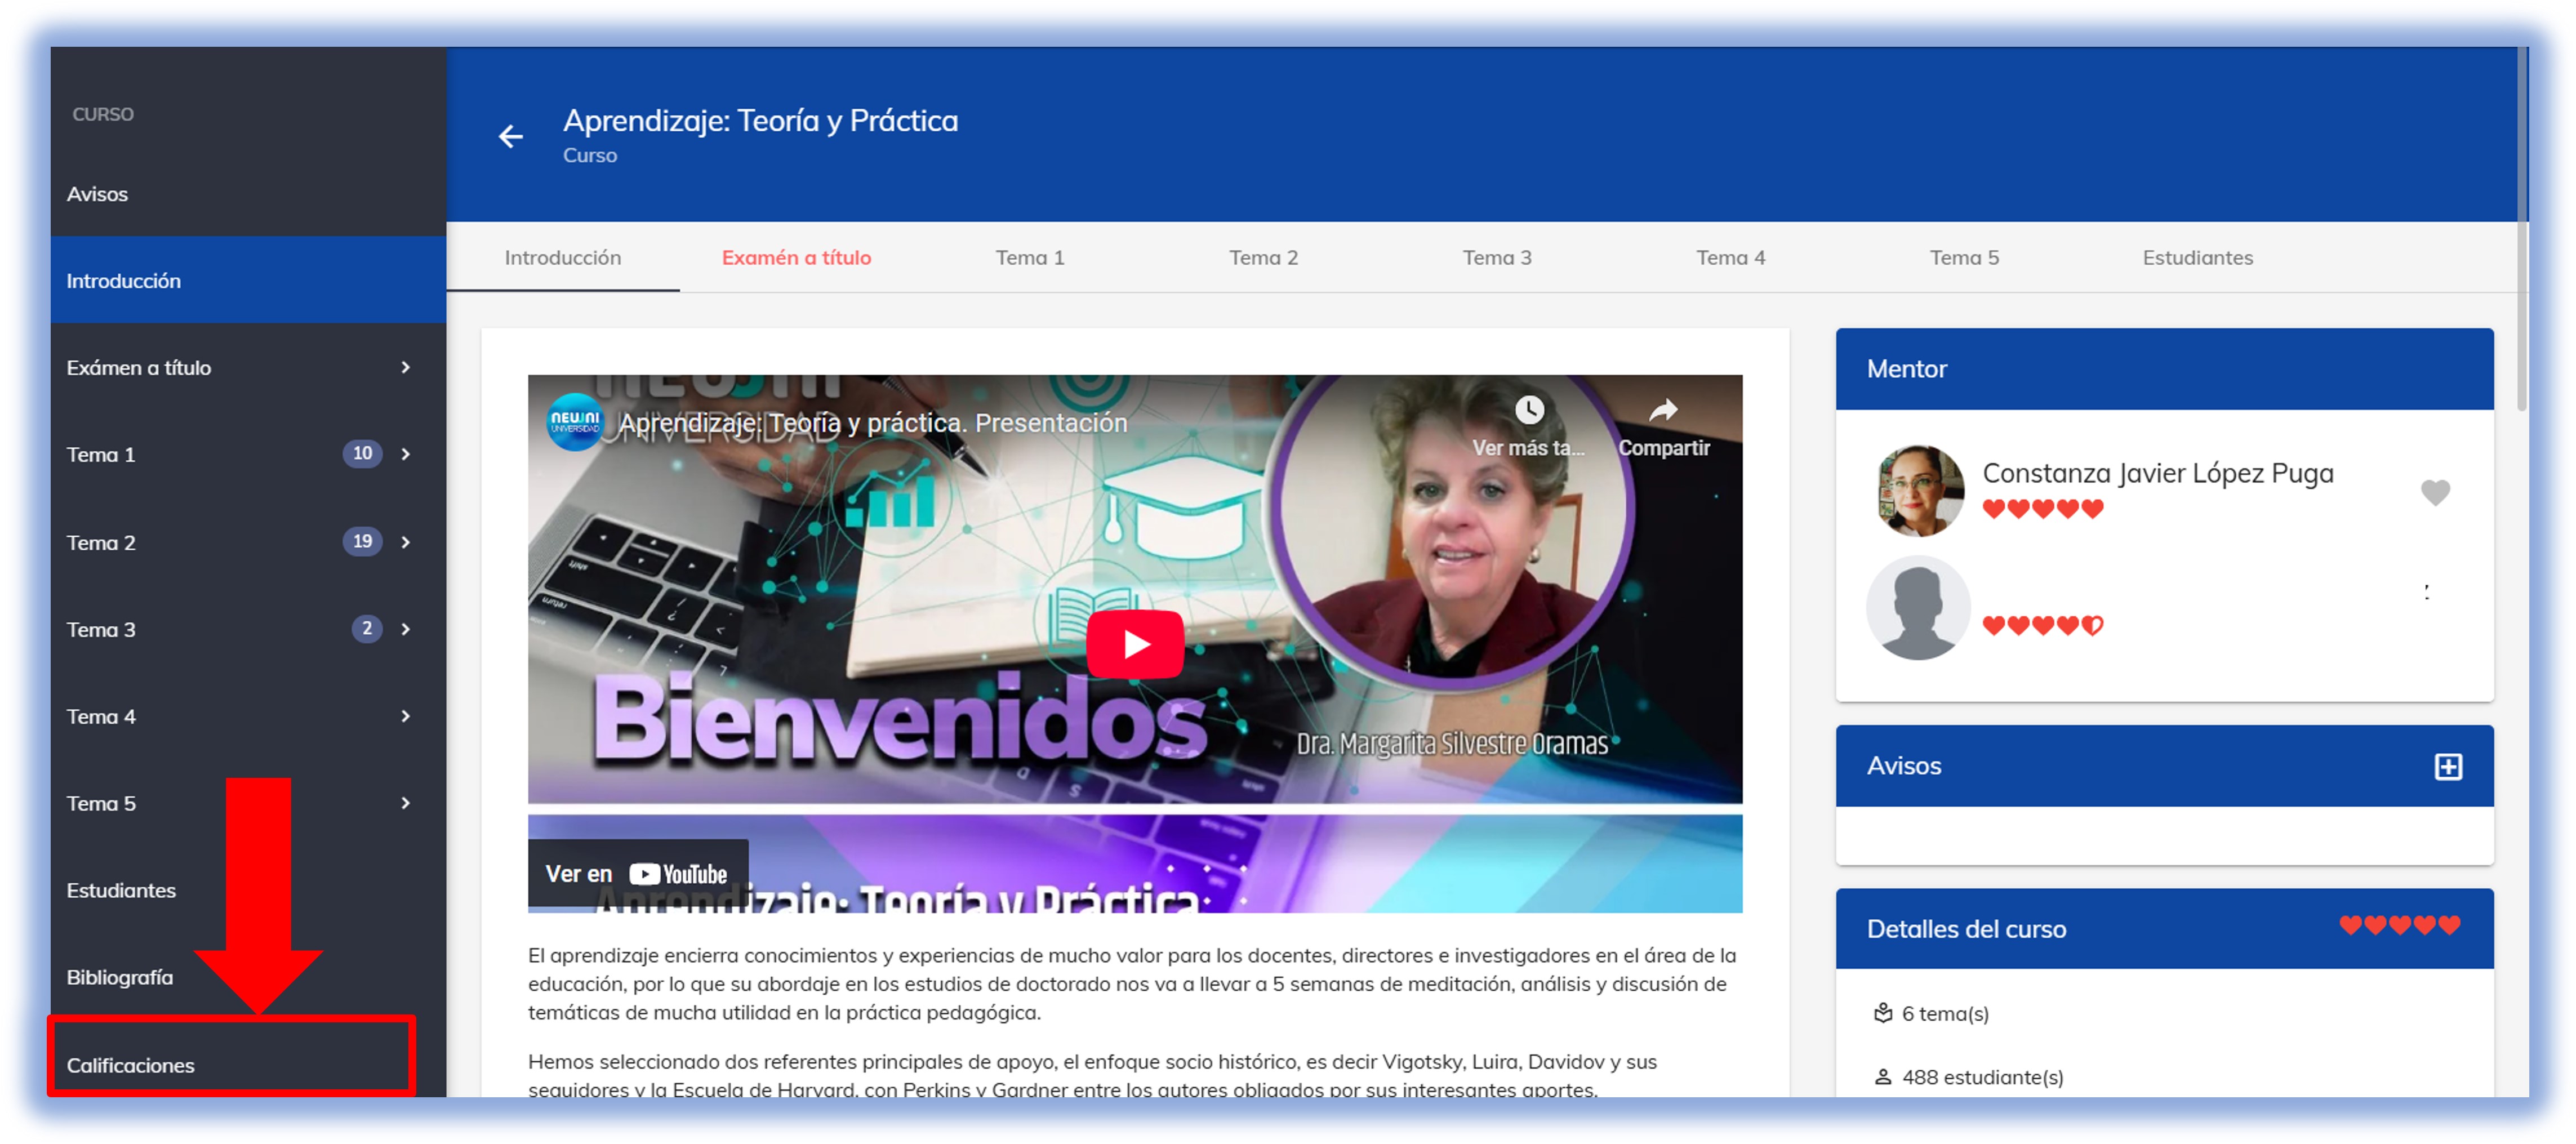 CURSO
Avisos
Introducción
Exámen a título
Tema 1 10
Tema 2 19
Tema 3 2
Tema 4
Tema 5
Estudiantes
Bibliografía
Calificaciones
Aprendizaje: Teoría y Práctica
Curso
Introducción Examén a título Tema 1 Tema 2 Tema 3 Tema 4 Tema 5 Estudiantes
NEUUNI
UNIVERSIDAD
Aprendizaje: Teoría y práctica. Presentación
UNIVERSIDAD
Ver más ta... Compartir
Bienvenidos
Dra. Margarita Silvestre Oramas
Ver en YouTube
Aprendizaje: Teoría y Práctica
El aprendizaje encierra conocimientos y experiencias de mucho valor para los docentes, directores e investigadores en el área de la
educación, por lo que su abordaje en los estudios de doctorado nos va a llevar a 5 semanas de meditación, análisis y discusión de
temáticas de mucha utilidad en la práctica pedagógica.
Hemos seleccionado dos referentes principales de apoyo, el enfoque socio histórico, es decir Vigotsky, Luira, Davidov y sus
seguidores y la Escuela de Harvard, con Perkins y Gardner entre los autores obligados por sus interesantes aportes.
Mentor
Constanza Javier López Puga
Avisos
Detalles del curso
6 tema(s)
488 estudiante(s)